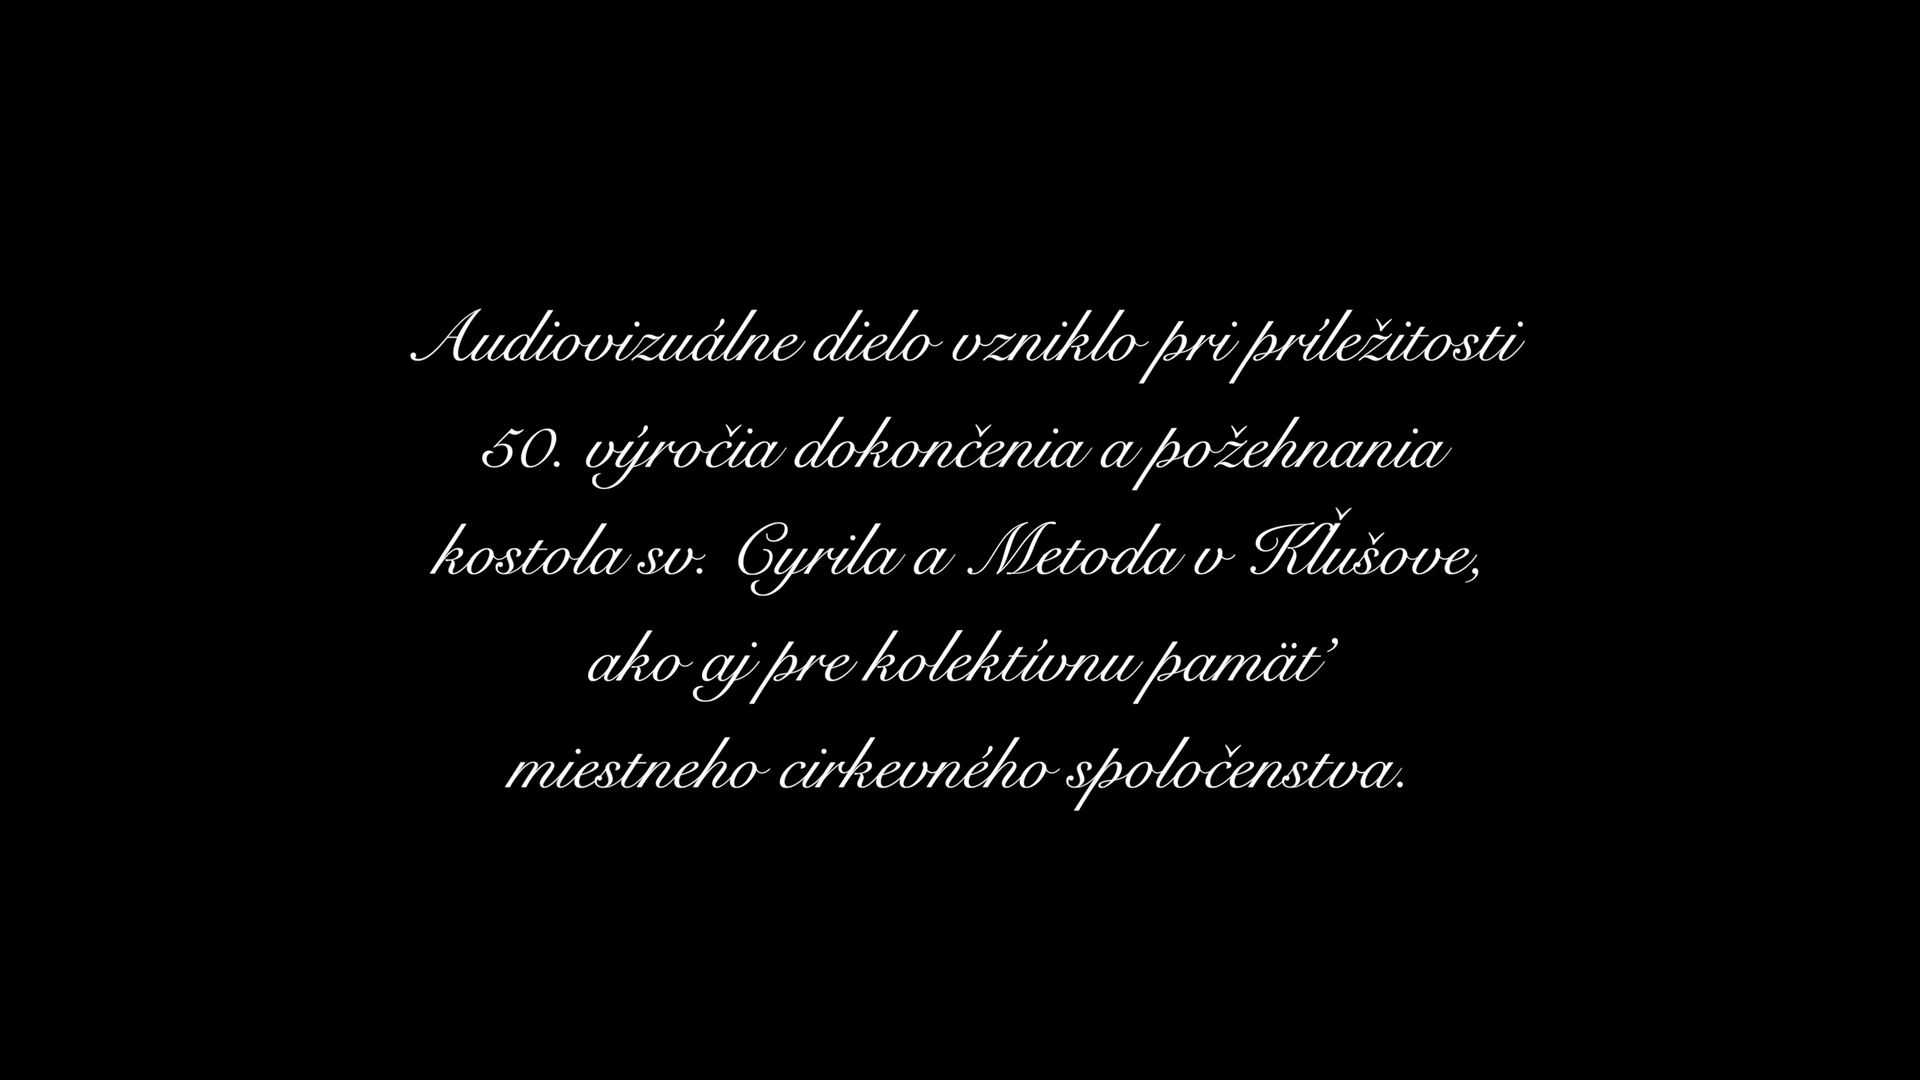 Audiovizuálne dielo vzniklo pri príležitosti
50. výročia dokončenia a požehnania
kostola sv. Cyrila a Metoda v Kľušove,
ako aj pre kolektívnu pamäť
miestneho cirkevného spoločenstva.